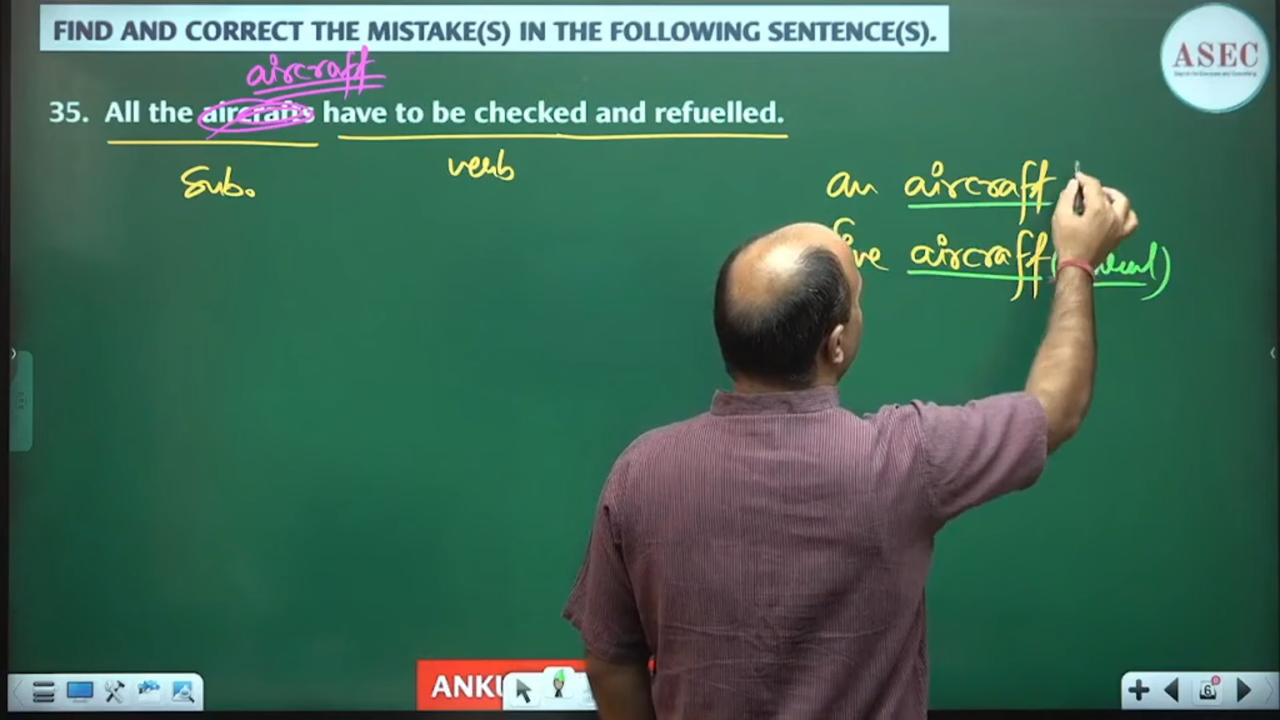 FIND AND CORRECT THE MISTAKE(S) IN THE FOLLOWING SENTENCE(S).
ASEC
aircraft
35. All the aircrafts have to be checked and refuelled.
Sub.
verb
an aircraft
aircraft
ANKU